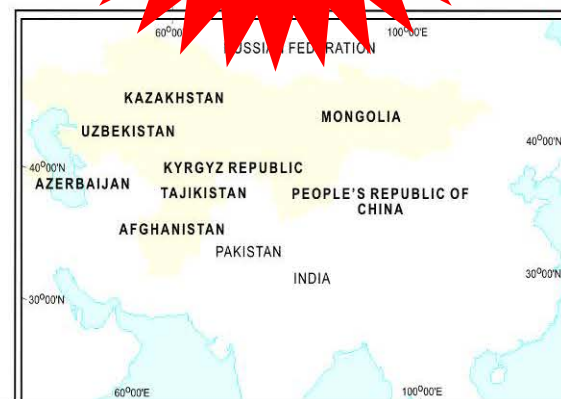 60°00'E 100°00'E
RUSSIAN FEDERATION
KAZAKHSTAN
MONGOLIA
UZBEKISTAN
40°00'N
40°00'N
KYRGYZ REPUBLIC
AZERBAIJAN
TAJIKISTAN
PEOPLE'S REPUBLIC OF
CHINA
AFGHANISTAN
PAKISTAN
INDIA
30°00'N
30°00'N
60°00'E 100°00'E